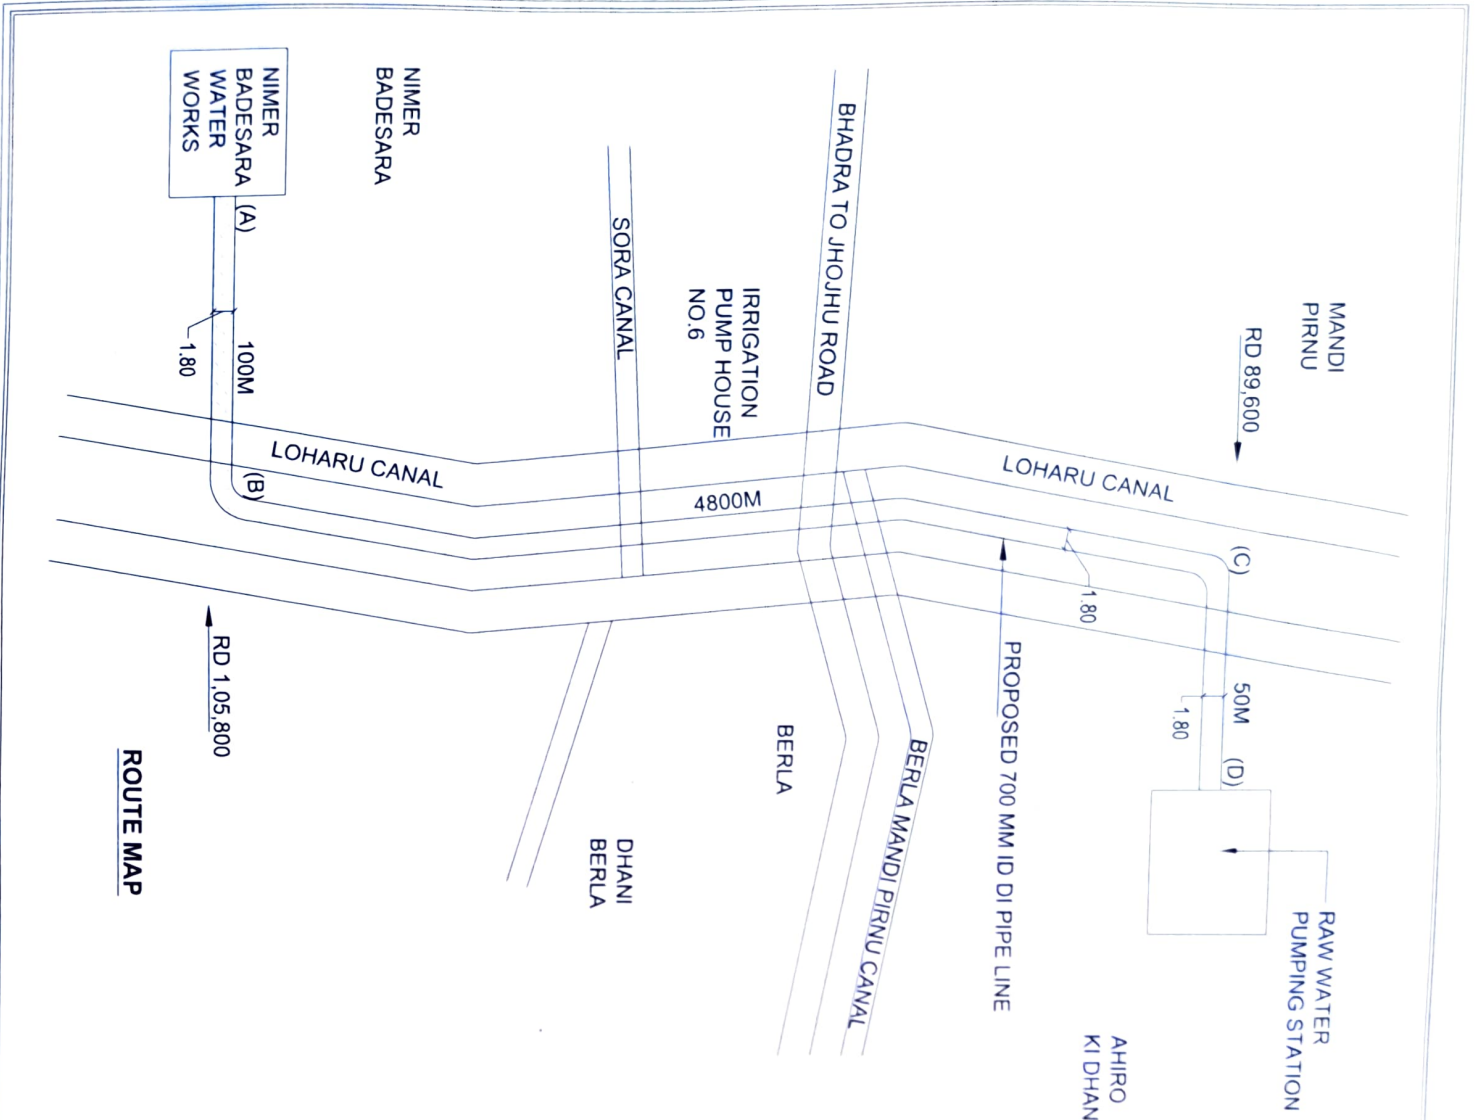 MANDI
PIRNU
RD 89,600
LOHARU CANAL
(C)
1.80
50M
1.80
(D)
RAW WATER
PUMPING STATION
AHIRO
PROPOSED 700 MM ID DI PIPE LINE
BHADRA TO JHOJHU ROAD
BERLA MANDI PIRNU CANAL
IRRIGATION
PUMP HOUSE
NO.6
4800M
BERLA
SORA CANAL
DHANI
BERLA
NIMER
BADESARA
LOHARU CANAL
NIMER
BADESARA
WATER
WORKS
(A)
1.80
100M
(B)
RD 1,05,800
ROUTE MAP
KI DHAN